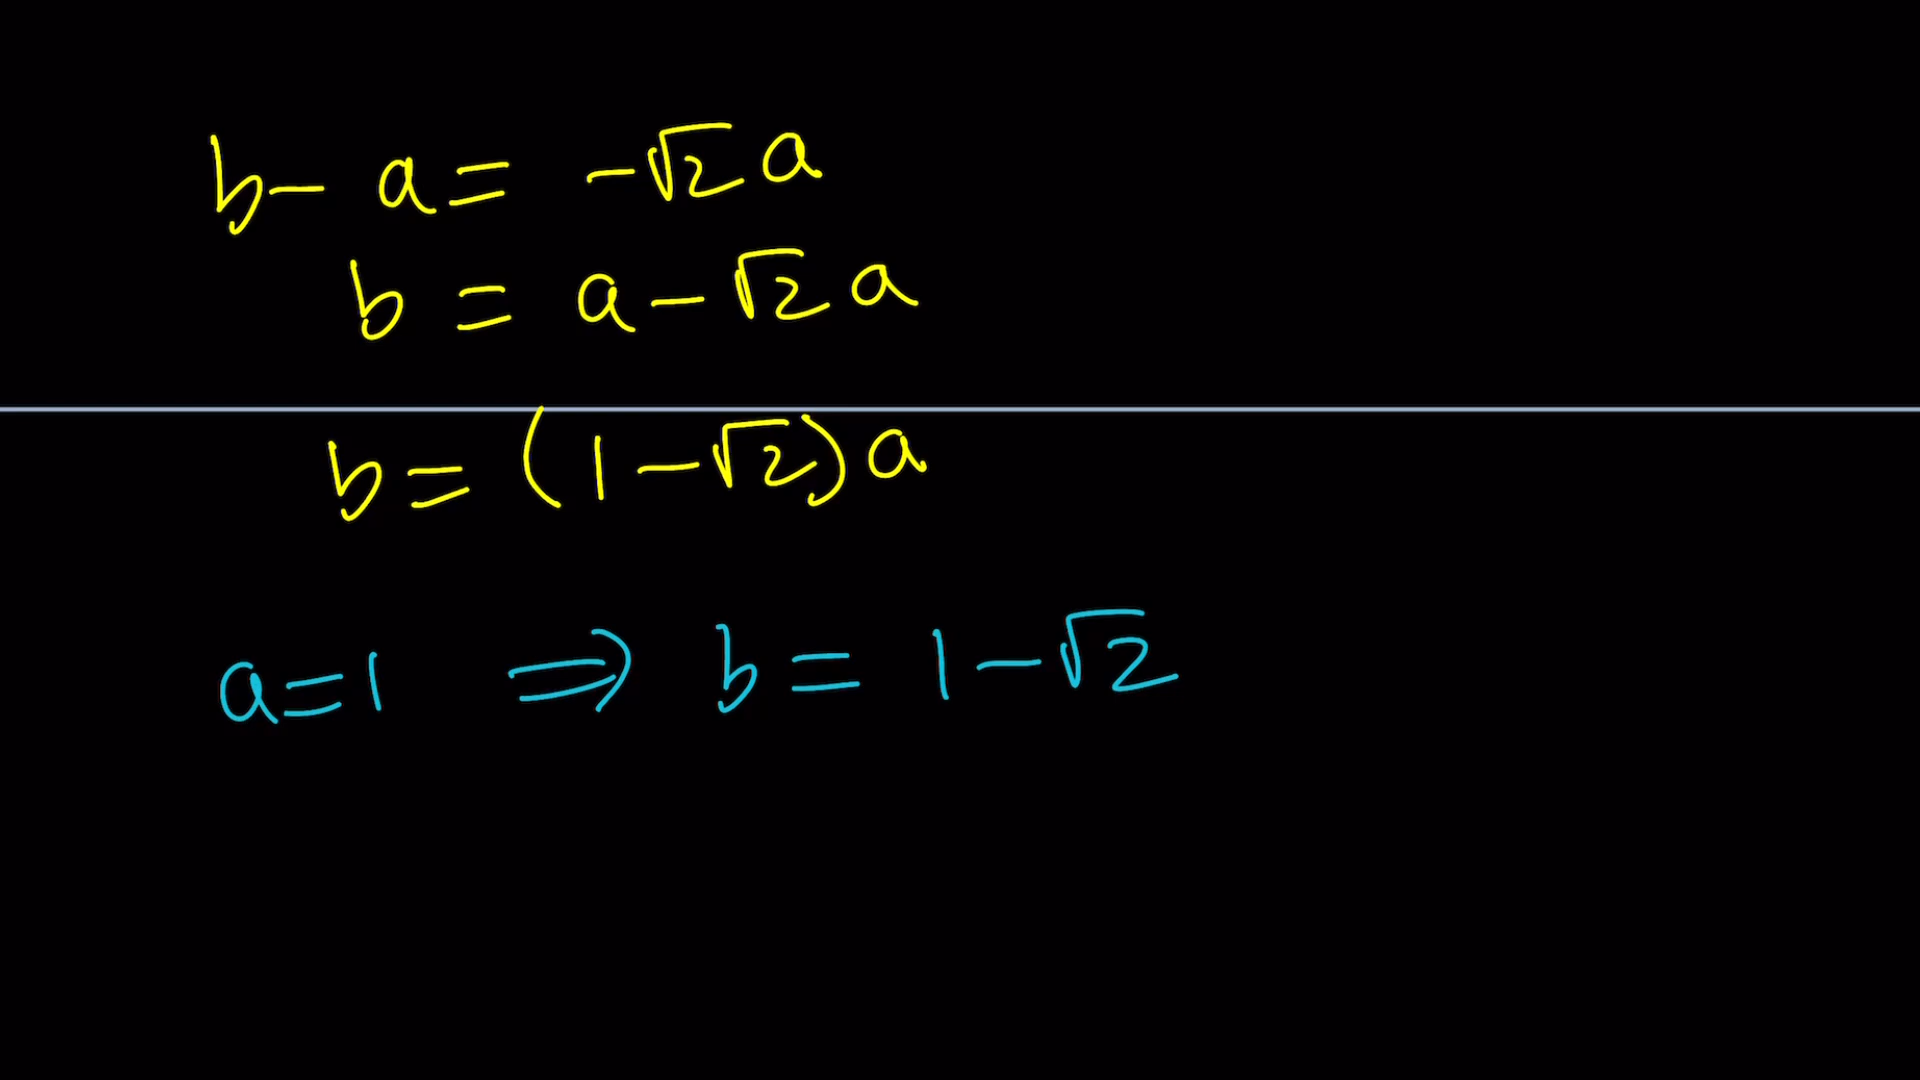 b - a = -√2 a
b = a - √2 a
b = (1 - √2) a
a = 1 ⇒ b = 1 - √2